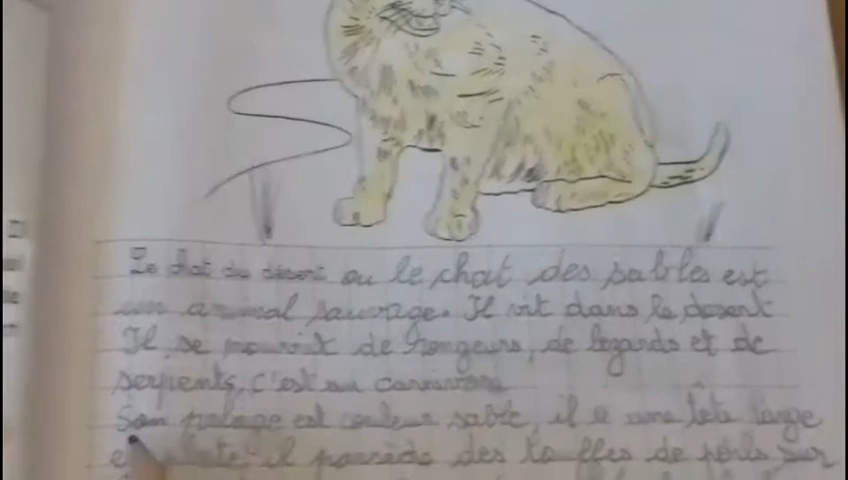 Le chat du désert ou le chat des sables est
un animal sauvage. Il vit dans le désert
Il se nourrit de rongeurs, de lézards et de
serpents, c'est un carnivore
Son pelage est couleur sable, il a une tête large
et plate il possède des touffes de poils sur